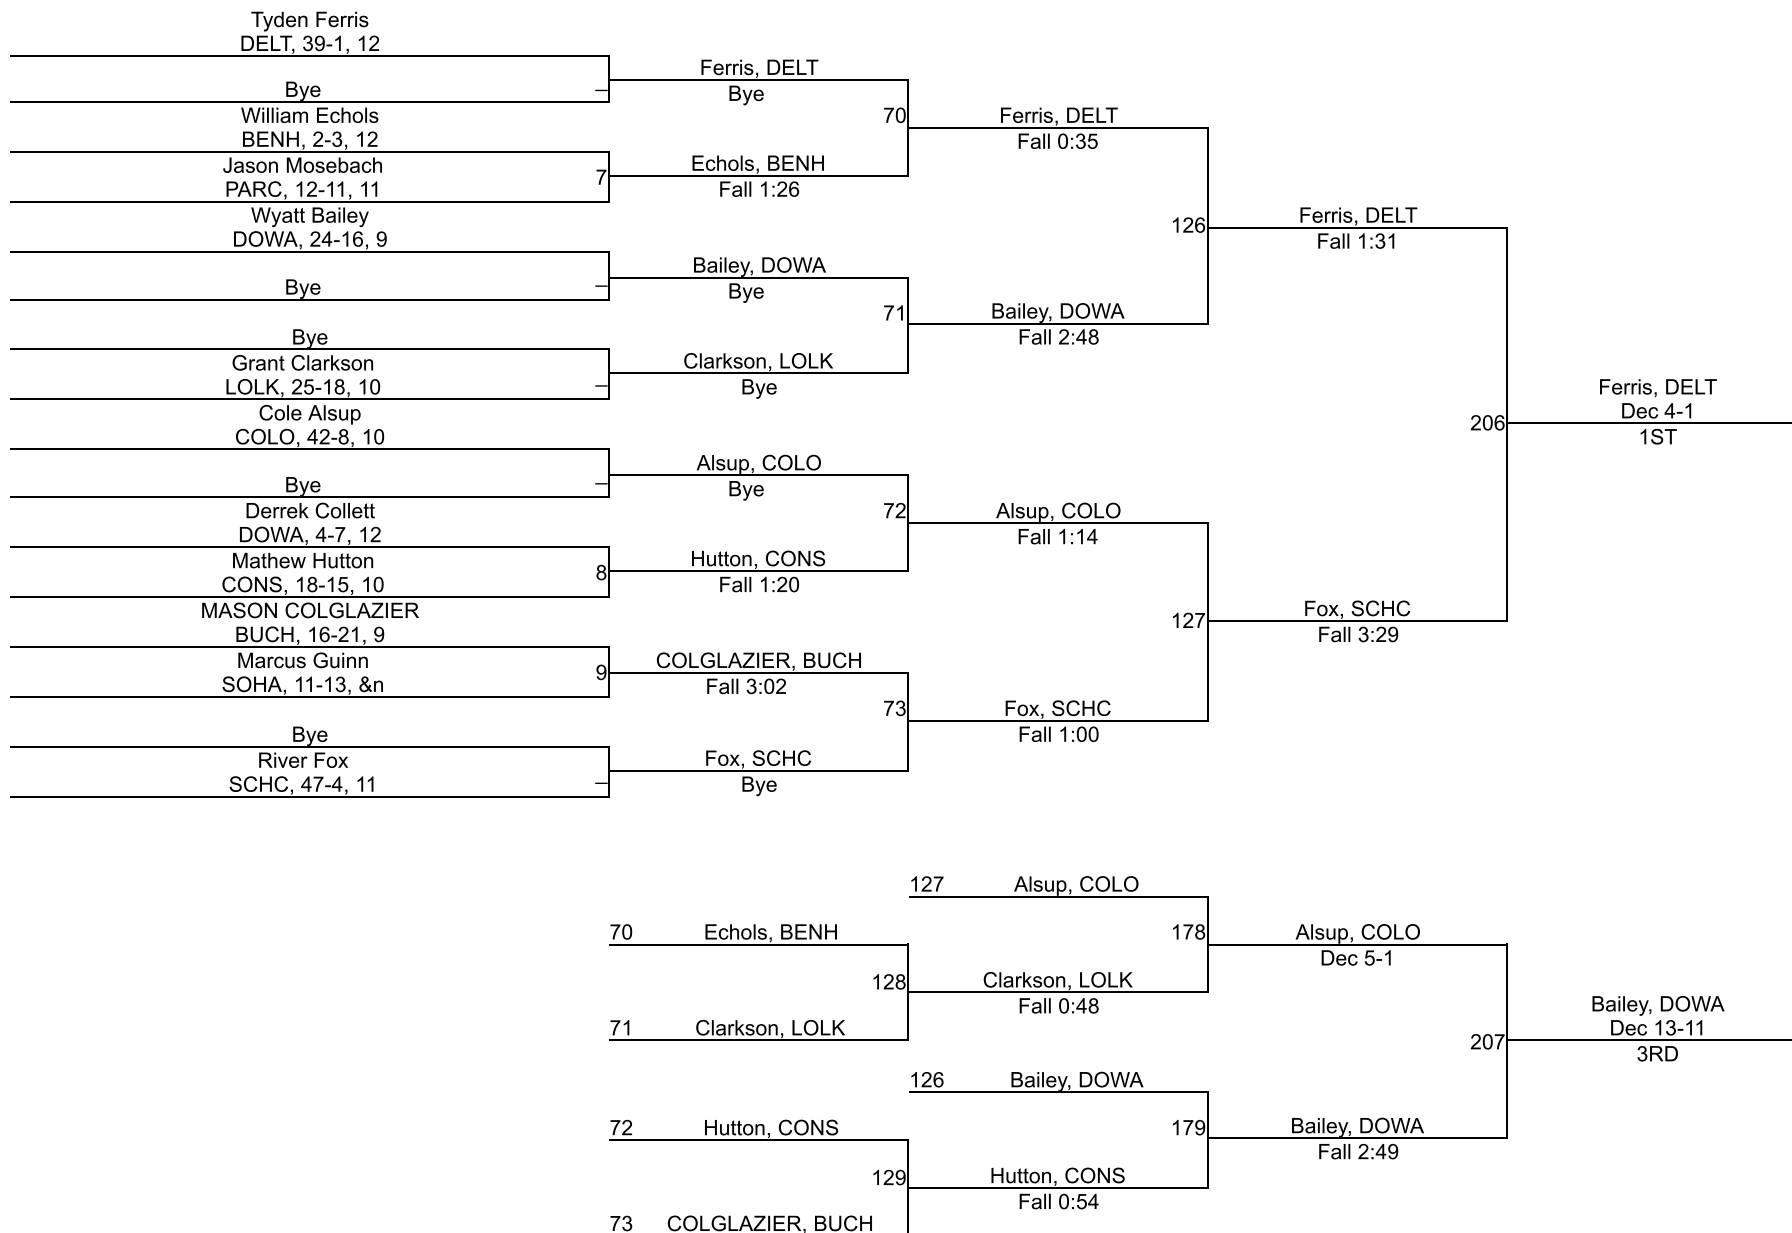 Tyden Ferris
DELT, 39-1, 12
Bye
–
William Echols
BENH, 2-3, 12
Jason Mosebach
PARC, 12-11, 11
7
Wyatt Bailey
DOWA, 24-16, 9
Bye
–
Bye
Grant Clarkson
LOLK, 25-18, 10
–
Cole Alsup
COLO, 42-8, 10
Bye
–
Derrek Collett
DOWA, 4-7, 12
Mathew Hutton
CONS, 18-15, 10
8
MASON COLGLAZIER
BUCH, 16-21, 9
Marcus Guinn
SOHA, 11-13, &n
9
Bye
River Fox
SCHC, 47-4, 11
–
Ferris, DELT
Bye
70
Echols, BENH
Fall 1:26
Bailey, DOWA
Bye
71
Clarkson, LOLK
Bye
Alsup, COLO
Bye
72
Hutton, CONS
Fall 1:20
COLGLAZIER, BUCH
Fall 3:02
73
Fox, SCHC
Bye
Ferris, DELT
Fall 0:35
126
Bailey, DOWA
Fall 2:48
Alsup, COLO
Fall 1:14
127
Fox, SCHC
Fall 1:00
Ferris, DELT
Fall 1:31
206
Fox, SCHC
Fall 3:29
Ferris, DELT
Dec 4-1
1ST
127 Alsup, COLO
70 Echols, BENH
128
71 Clarkson, LOLK
178
Clarkson, LOLK
Fall 0:48
126 Bailey, DOWA
72 Hutton, CONS
129
73 COLGLAZIER, BUCH
179
Hutton, CONS
Fall 0:54
Alsup, COLO
Dec 5-1
207
Bailey, DOWA
Fall 2:49
Bailey, DOWA
Dec 13-11
3RD